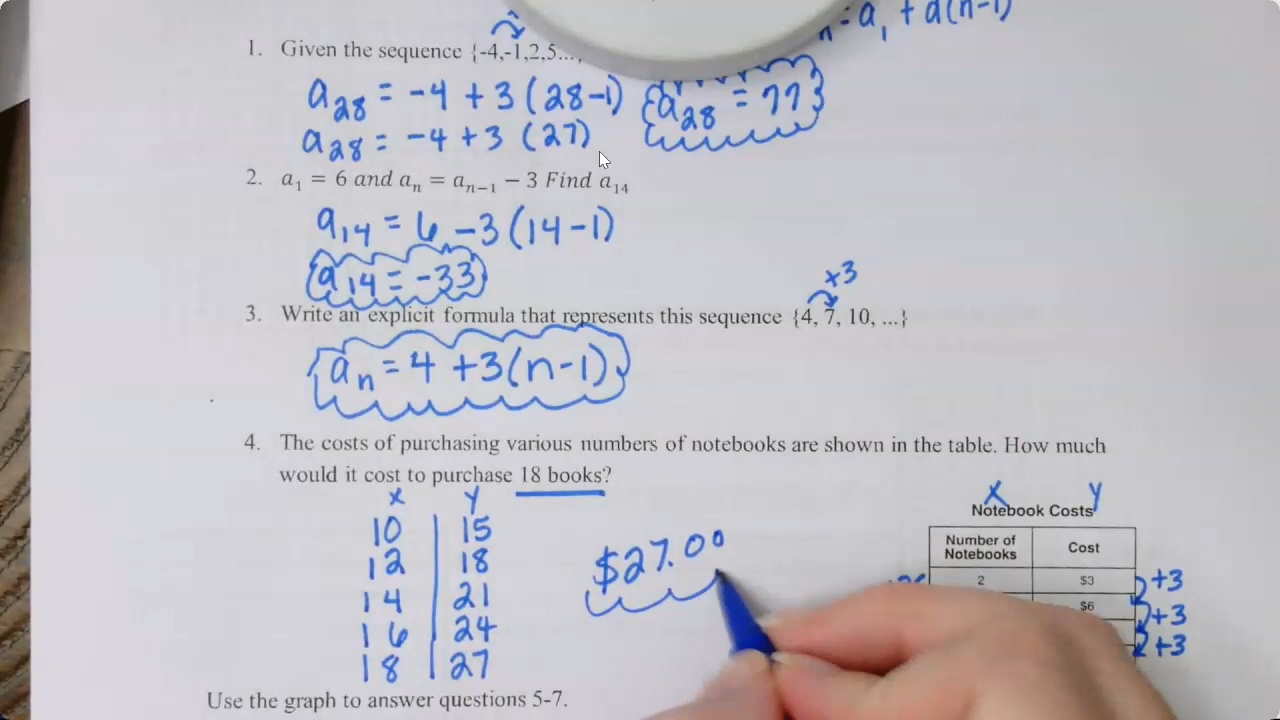 = a₁ + d(n-1)
1. Given the sequence {-4,-1,2,5...,
a₂₈ = -4 + 3 (28-1) a₂₈ = 77
a₂₈ = -4 + 3 (27)
2. a₁ = 6 and aₙ = aₙ₋₁ − 3 Find a₁₄
a₁₄ = 6 -3 (14-1)
a₁₄ = -33
+3
3. Write an explicit formula that represents this sequence {4, 7, 10, ...}
aₙ = 4 +3(n-1)
4. The costs of purchasing various numbers of notebooks are shown in the table. How much
would it cost to purchase 18 books?
x y
10 15
12 18
14 21
16 24
18 27
$27.00
x y
Notebook Costs
Number of Notebooks Cost
2 $3 +3
$6 +3
+3
Use the graph to answer questions 5-7.